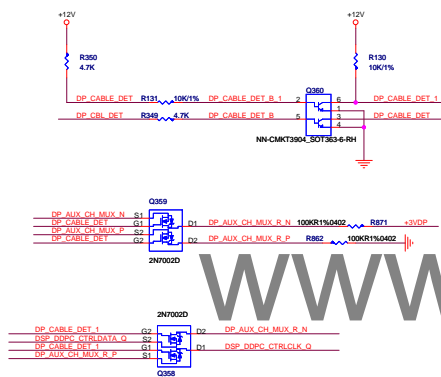 +12V +12V
R350 Q360 R130
4.7K 10K/1%
DP_CABLE_DET R131 10K/1% DP_CABLE_DET_B_1 2 6 DP_CABLE_DET_1
1
DP_CBL_DET R349 4.7K DP_CABLE_DET_B 5 3 DP_CABLE_DET
4
NN-CMKT3904_SOT363-6-RH
Q359
DP_AUX_CH_MUX_N S1
DP_CABLE_DET G1 D1 DP_AUX_CH_MUX_R_N 100KR1%0402 R871 +3VDP
DP_AUX_CH_MUX_P S2
DP_CABLE_DET G2 D2 DP_AUX_CH_MUX_R_P R862 100KR1%0402
2N7002D
WWW
2N7002D
DP_CABLE_DET_1 G2 D2 DP_AUX_CH_MUX_R_N
DSP_DDPC_CTRLDATA_Q S2
DP_CABLE_DET_1 G1 D1 DSP_DDPC_CTRLCLK_Q
DP_AUX_CH_MUX_R_P S1
Q358